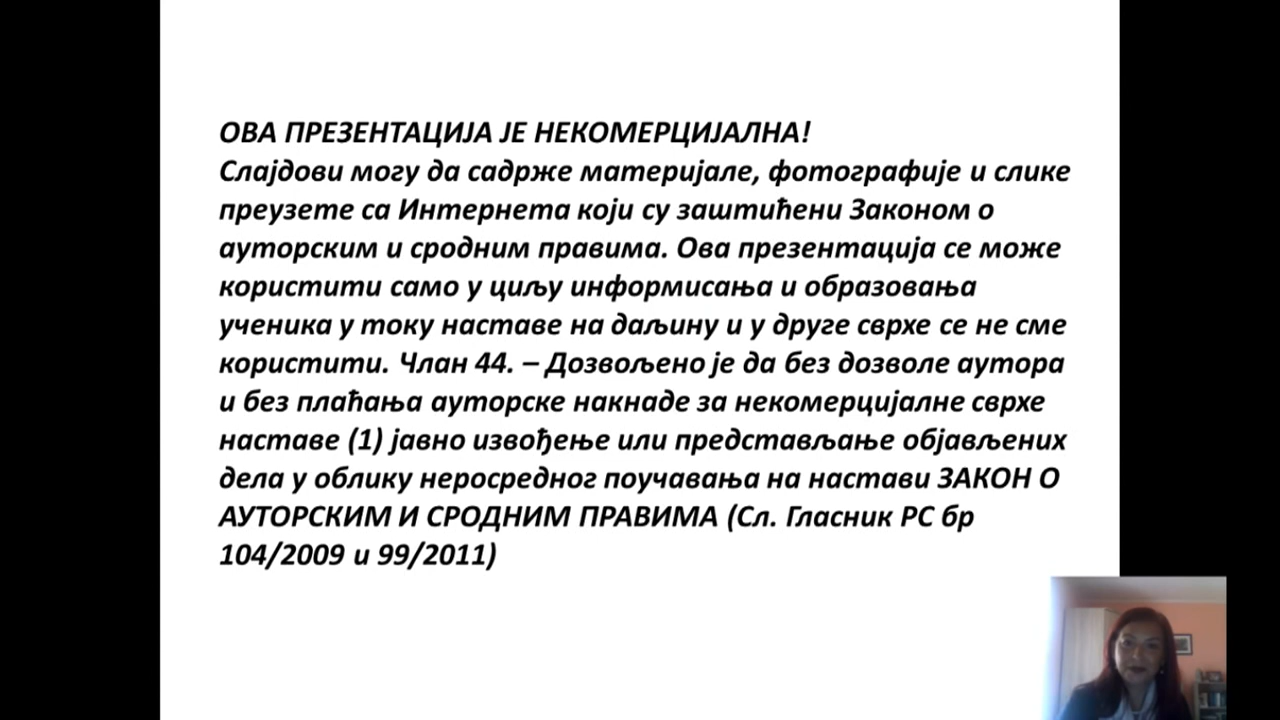 ОВА ПРЕЗЕНТАЦИЈА ЈЕ НЕКОМЕРЦИЈАЛНА!
Слајдови могу да садрже материјале, фотографије и слике
преузете са Интернета који су заштићени Законом о
ауторским и сродним правима. Ова презентација се може
користити само у циљу информисања и образовања
ученика у току наставе на даљину и у друге сврхе се не сме
користити. Члан 44. – Дозвољено је да без дозволе аутора
и без плаћања ауторске накнаде за некомерцијалне сврхе
наставе (1) јавно извођење или представљање објављених
дела у облику неросредног поучавања на настави ЗАКОН О
АУТОРСКИМ И СРОДНИМ ПРАВИМА (Сл. Гласник РС бр
104/2009 и 99/2011)